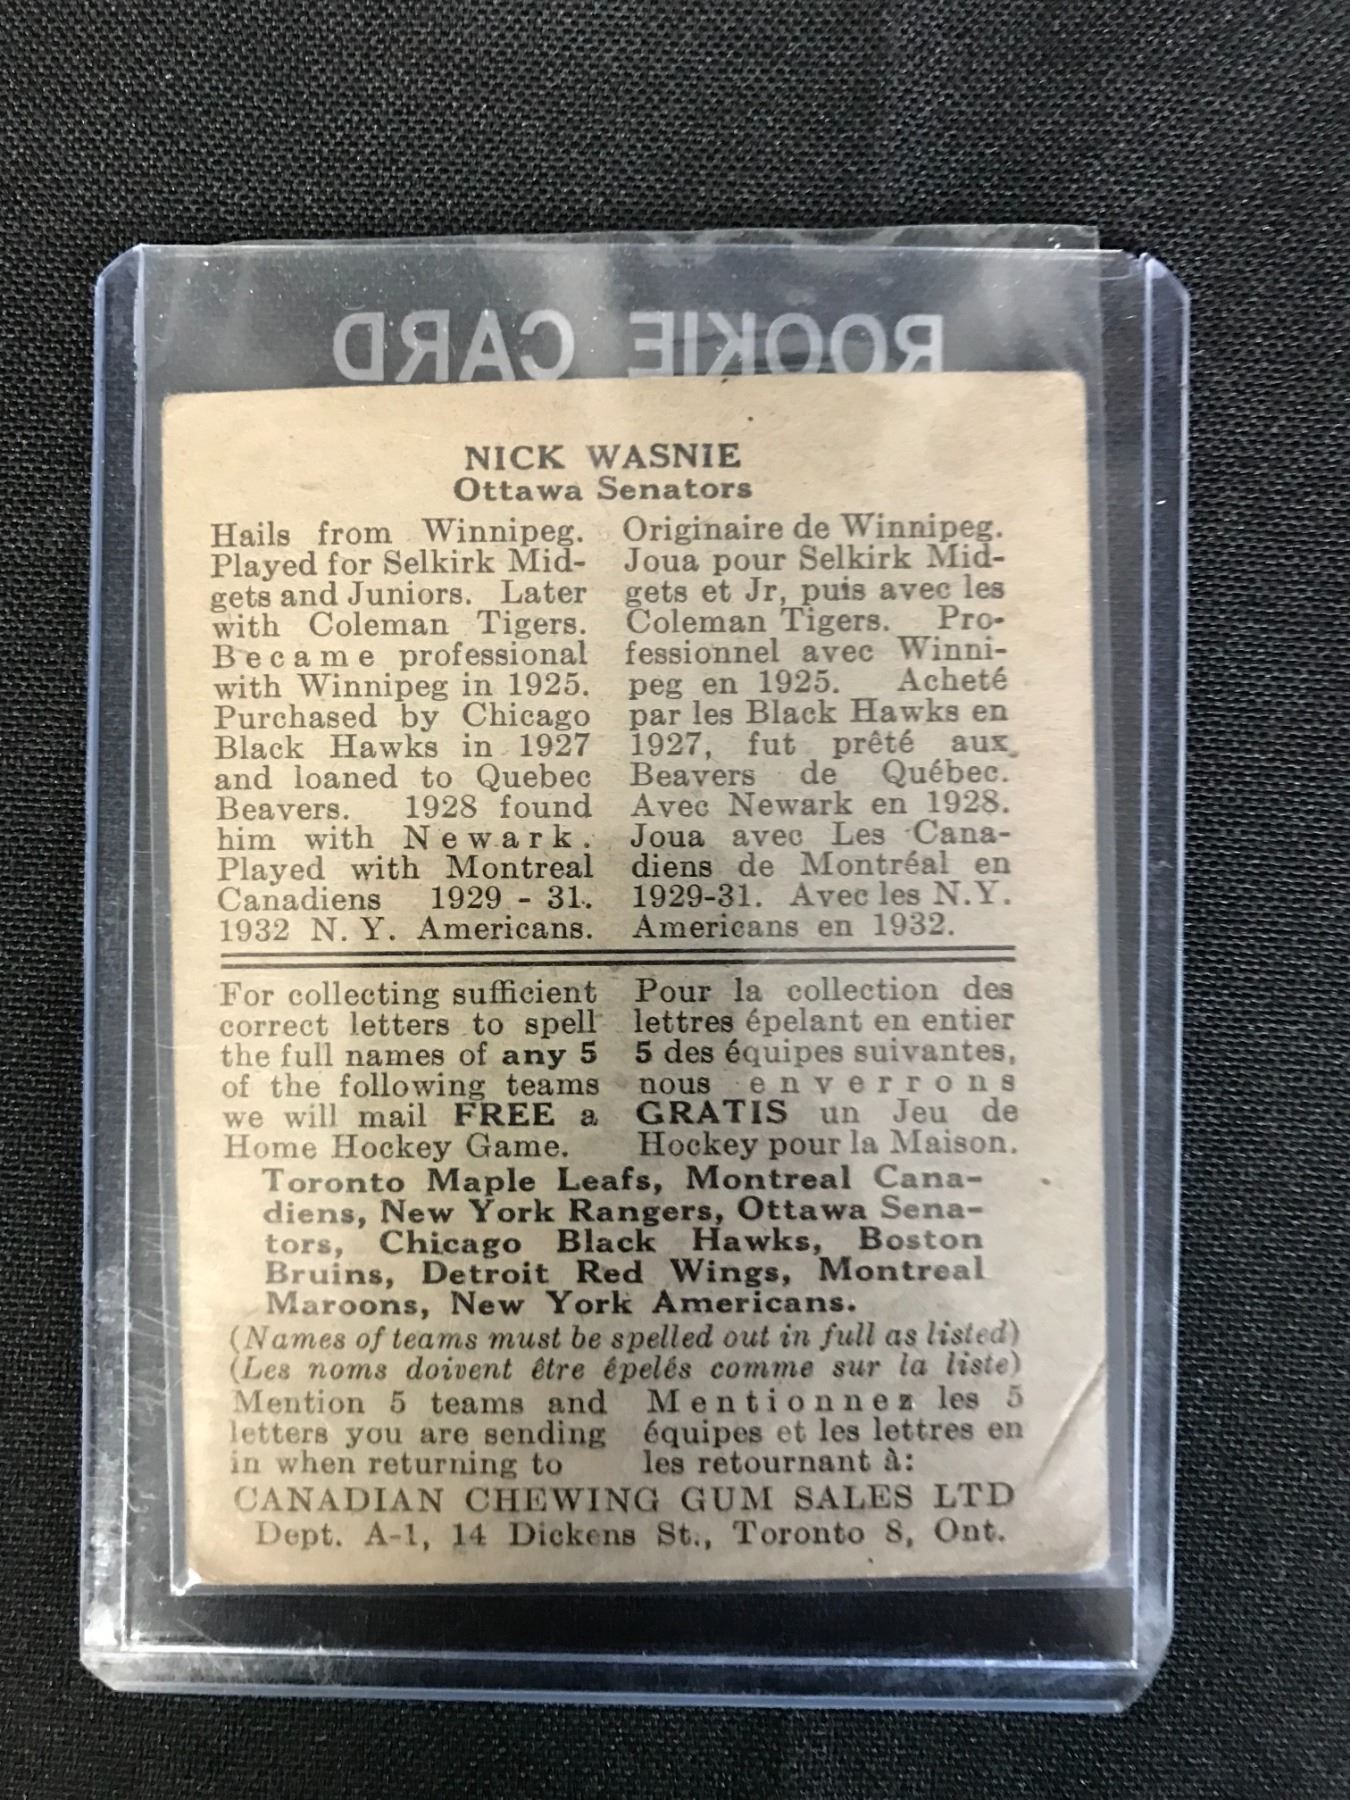 ROOKIE CARD
NICK WASNIE
Ottawa Senators
Hails from Winnipeg.
Played for Selkirk Mid-
gets and Juniors. Later
with Coleman Tigers.
Became professional
with Winnipeg in 1925.
Purchased by Chicago
Black Hawks in 1927
and loaned to Quebec
Beavers. 1928 found
him with Newark.
Played with Montreal
Canadiens 1929 - 31.
1932 N. Y. Americans.
Originaire de Winnipeg.
Joua pour Selkirk Mid-
gets et Jr, puis avec les
Coleman Tigers. Pro-
fessionnel avec Winni-
peg en 1925. Acheté
par les Black Hawks en
1927, fut prêté aux
Beavers de Québec.
Avec Newark en 1928.
Joua avec Les Cana-
diens de Montréal en
1929-31. Avec les N.Y.
Americans en 1932.
For collecting sufficient
correct letters to spell
the full names of any 5
of the following teams
we will mail FREE a
Home Hockey Game.
Pour la collection des
lettres épelant en entier
5 des équipes suivantes,
nous enverrons
GRATIS un Jeu de
Hockey pour la Maison.
Toronto Maple Leafs, Montreal Cana-
diens, New York Rangers, Ottawa Sena-
tors, Chicago Black Hawks, Boston
Bruins, Detroit Red Wings, Montreal
Maroons, New York Americans.
(Names of teams must be spelled out in full as listed)
(Les noms doivent être épelés comme sur la liste)
Mention 5 teams and
letters you are sending
in when returning to
Mentionnez les 5
équipes et les lettres en
les retournant à:
CANADIAN CHEWING GUM SALES LTD
Dept. A-1, 14 Dickens St., Toronto 8, Ont.